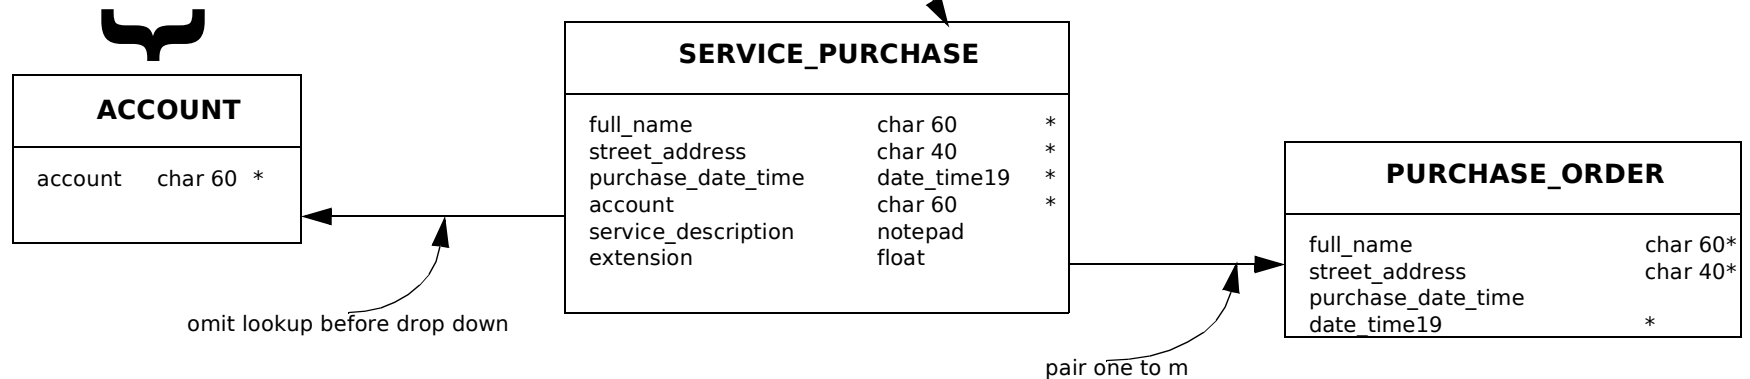 SERVICE_PURCHASE
full_name char 60 *
street_address char 40 *
purchase_date_time date_time19 *
account char 60 *
service_description notepad
extension float
ACCOUNT
account char 60 *
PURCHASE_ORDER
full_name char 60*
street_address char 40*
purchase_date_time
date_time19 *
omit lookup before drop down
pair one to m